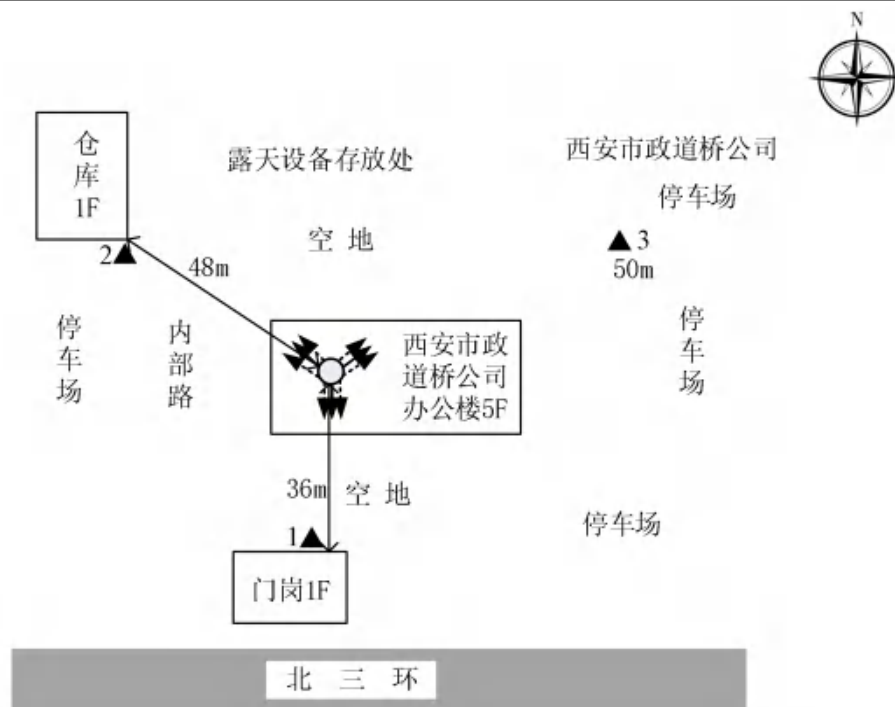 N
仓
库
1F
露天设备存放处
西安市政道桥公司
停车场
空 地
2▲
48m
▲3
50m
停
车
场
内
部
路
西安市政
道桥公司
办公楼5F
停
车
场
36m
空 地
1▲
停车场
门岗1F
北 三 环